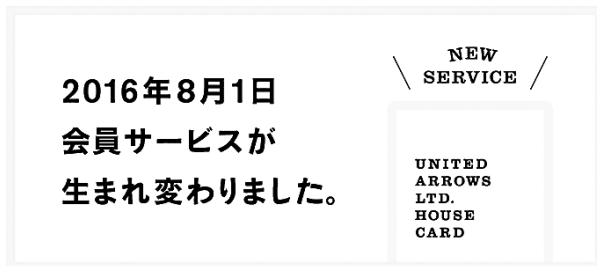 2016年8月1日
会員サービスが
生まれ変わりました。
NEW
SERVICE
UNITED
ARROWS
LTD.
HOUSE
CARD